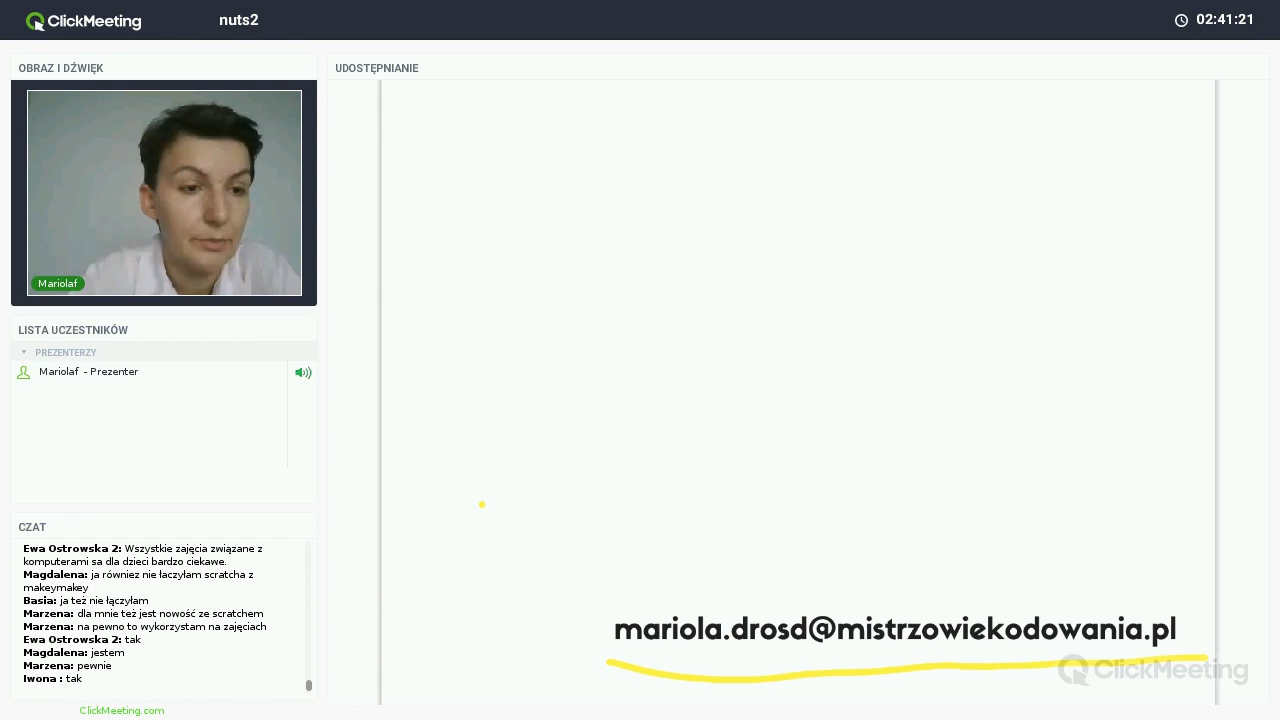 ClickMeeting
nuts2
02:41:21
OBRAZ I DŹWIĘK
Mariolaf
LISTA UCZESTNIKÓW
PREZENTERZY
Mariolaf - Prezenter
CZAT
Ewa Ostrowska 2: Wszystkie zajęcia związane z
komputerami sa dla dzieci bardzo ciekawe.
Magdalena: ja równiez nie łaczyłam scratcha z
makeymakey
Basia: ja też nie łączyłam
Marzena: dla mnie też jest nowość ze scratchem
Marzena: na pewno to wykorzystam na zajęciach
Ewa Ostrowska 2: tak
Magdalena: jestem
Marzena: pewnie
Iwona : tak
ClickMeeting.com
UDOSTĘPNIANIE
mariola.drosd@mistrzowiekodowania.pl
ClickMeeting